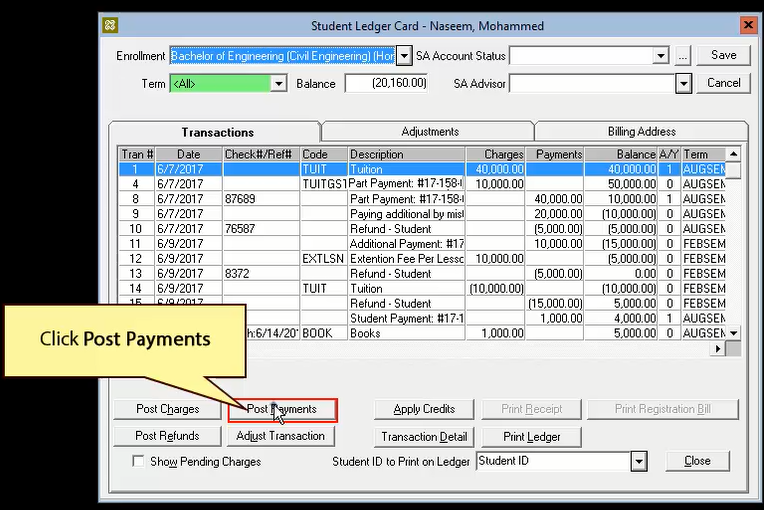 Student Ledger Card - Naseem, Mohammed
Enrollment Bachelor of Engineering (Civil Engineering) (Hor SA Account Status ... Save
Term <All> Balance (20,160.00) SA Advisor Cancel
Transactions Adjustments Billing Address
Tran # Date Check#/Ref# Code Description Charges Payments Balance A/Y Term
1 6/7/2017 TUIT Tuition 40,000.00 40,000.00 1 AUGSEM
4 6/7/2017 TUITGST Part Payment: #17-158- 10,000.00 50,000.00 0 AUGSEM
8 6/7/2017 87689 Part Payment: #17-158- 40,000.00 10,000.00 1 AUGSEM
9 6/7/2017 Paying additional by mis 20,000.00 (10,000.00) 0 AUGSEM
10 6/7/2017 76587 Refund - Student (5,000.00) (5,000.00) 0 AUGSEM
11 6/9/2017 Additional Payment: #17 10,000.00 (15,000.00) 0 FEBSEM
12 6/9/2017 EXTLSN Extention Fee Per Lesso 10,000.00 (5,000.00) 0 FEBSEM
13 6/9/2017 8372 Refund - Student (5,000.00) 0.00 0 FEBSEM
14 6/9/2017 TUIT Tuition (10,000.00) (10,000.00) 0 FEBSEM
15 6/9/2017 Refund - Student (15,000.00) 5,000.00 0 FEBSEM
Student Payment: #17-1 1,000.00 4,000.00 1 AUGSEM
h:6/14/20 BOOK Books 1,000.00 5,000.00 0 AUGSEM
Click Post Payments
Post Charges Post Payments Apply Credits Print Receipt Print Registration Bill
Post Refunds Adjust Transaction Transaction Detail Print Ledger
Show Pending Charges Student ID to Print on Ledger Student ID Close